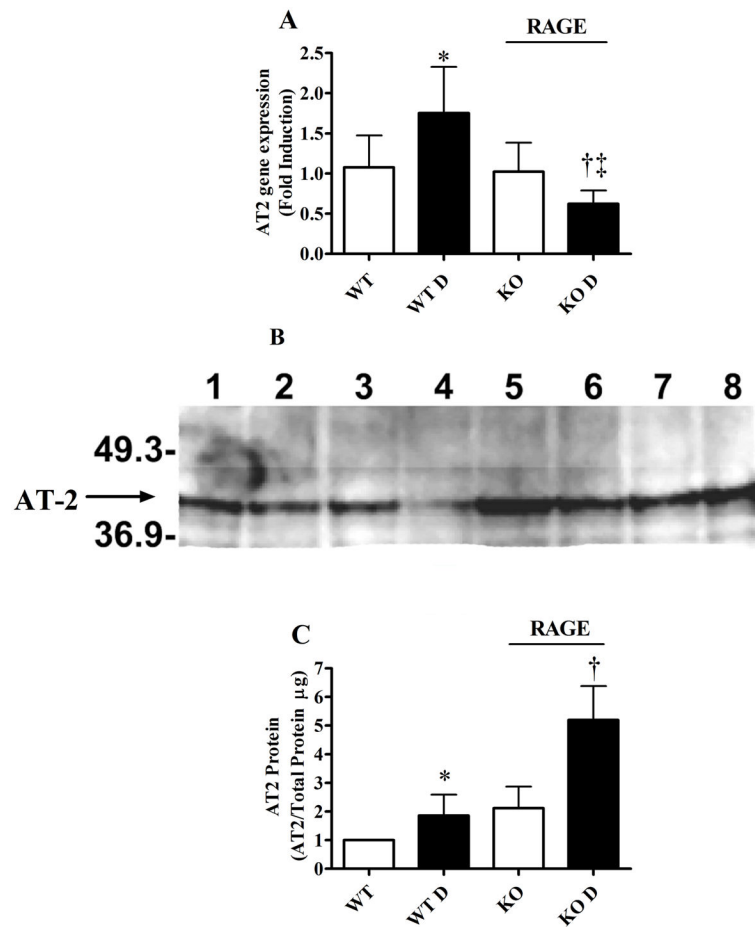 A
RAGE
AT2 gene expression
(Fold Induction)
2.5
2.0
1.5
1.0
0.5
0.0
*
†‡
WT
WT D
KO
KO D
B
1 2 3 4 5 6 7 8
49.3-
AT-2
36.9-
C
RAGE
AT2 Protein
(AT2/Total Protein µg)
7
6
5
4
3
2
1
0
*
†
WT
WT D
KO
KO D